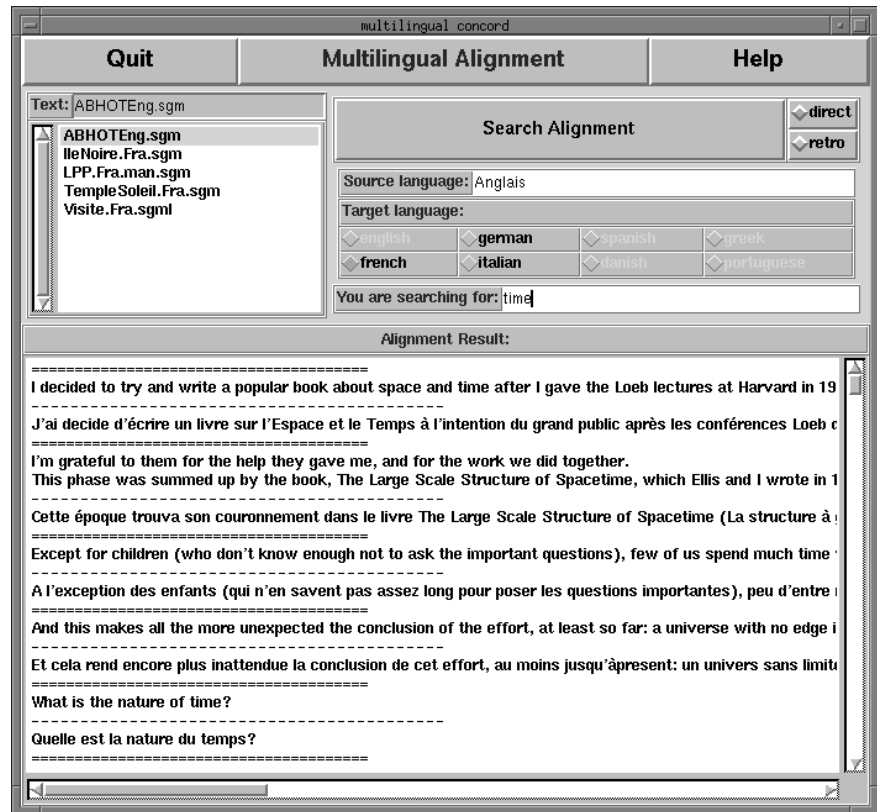 multilingual concord
Quit
Multilingual Alignment
Help
Text: ABHOTEng.sgm
ABHOTEng.sgm
IleNoire.Fra.sgm
LPP.Fra.man.sgm
TempleSoleil.Fra.sgm
Visite.Fra.sgml
Search Alignment
direct
retro
Source language: Anglais
Target language:
english german spanish greek
french italian danish portuguese
You are searching for: time
Alignment Result:
========================================
I decided to try and write a popular book about space and time after I gave the Loeb lectures at Harvard in 19
- - - - - - - - - - - - - - - - - - - - - - - - - - - - - - - - - - - - - - - - -
J'ai decide d'écrire un livre sur l'Espace et le Temps à l'intention du grand public après les conférences Loeb
========================================
I'm grateful to them for the help they gave me, and for the work we did together.
This phase was summed up by the book, The Large Scale Structure of Spacetime, which Ellis and I wrote in 1
- - - - - - - - - - - - - - - - - - - - - - - - - - - - - - - - - - - - - - - - -
Cette époque trouva son couronnement dans le livre The Large Scale Structure of Spacetime (La structure à
========================================
Except for children (who don't know enough not to ask the important questions), few of us spend much time
- - - - - - - - - - - - - - - - - - - - - - - - - - - - - - - - - - - - - - - - -
A l'exception des enfants (qui n'en savent pas assez long pour poser les questions importantes), peu d'entre
========================================
And this makes all the more unexpected the conclusion of the effort, at least so far: a universe with no edge i
- - - - - - - - - - - - - - - - - - - - - - - - - - - - - - - - - - - - - - - - -
Et cela rend encore plus inattendue la conclusion de cet effort, au moins jusqu'àpresent: un univers sans limit
========================================
What is the nature of time?
- - - - - - - - - - - - - - - - - - - - - - - - - - - - - - - - - - - - - - - - -
Quelle est la nature du temps?
========================================